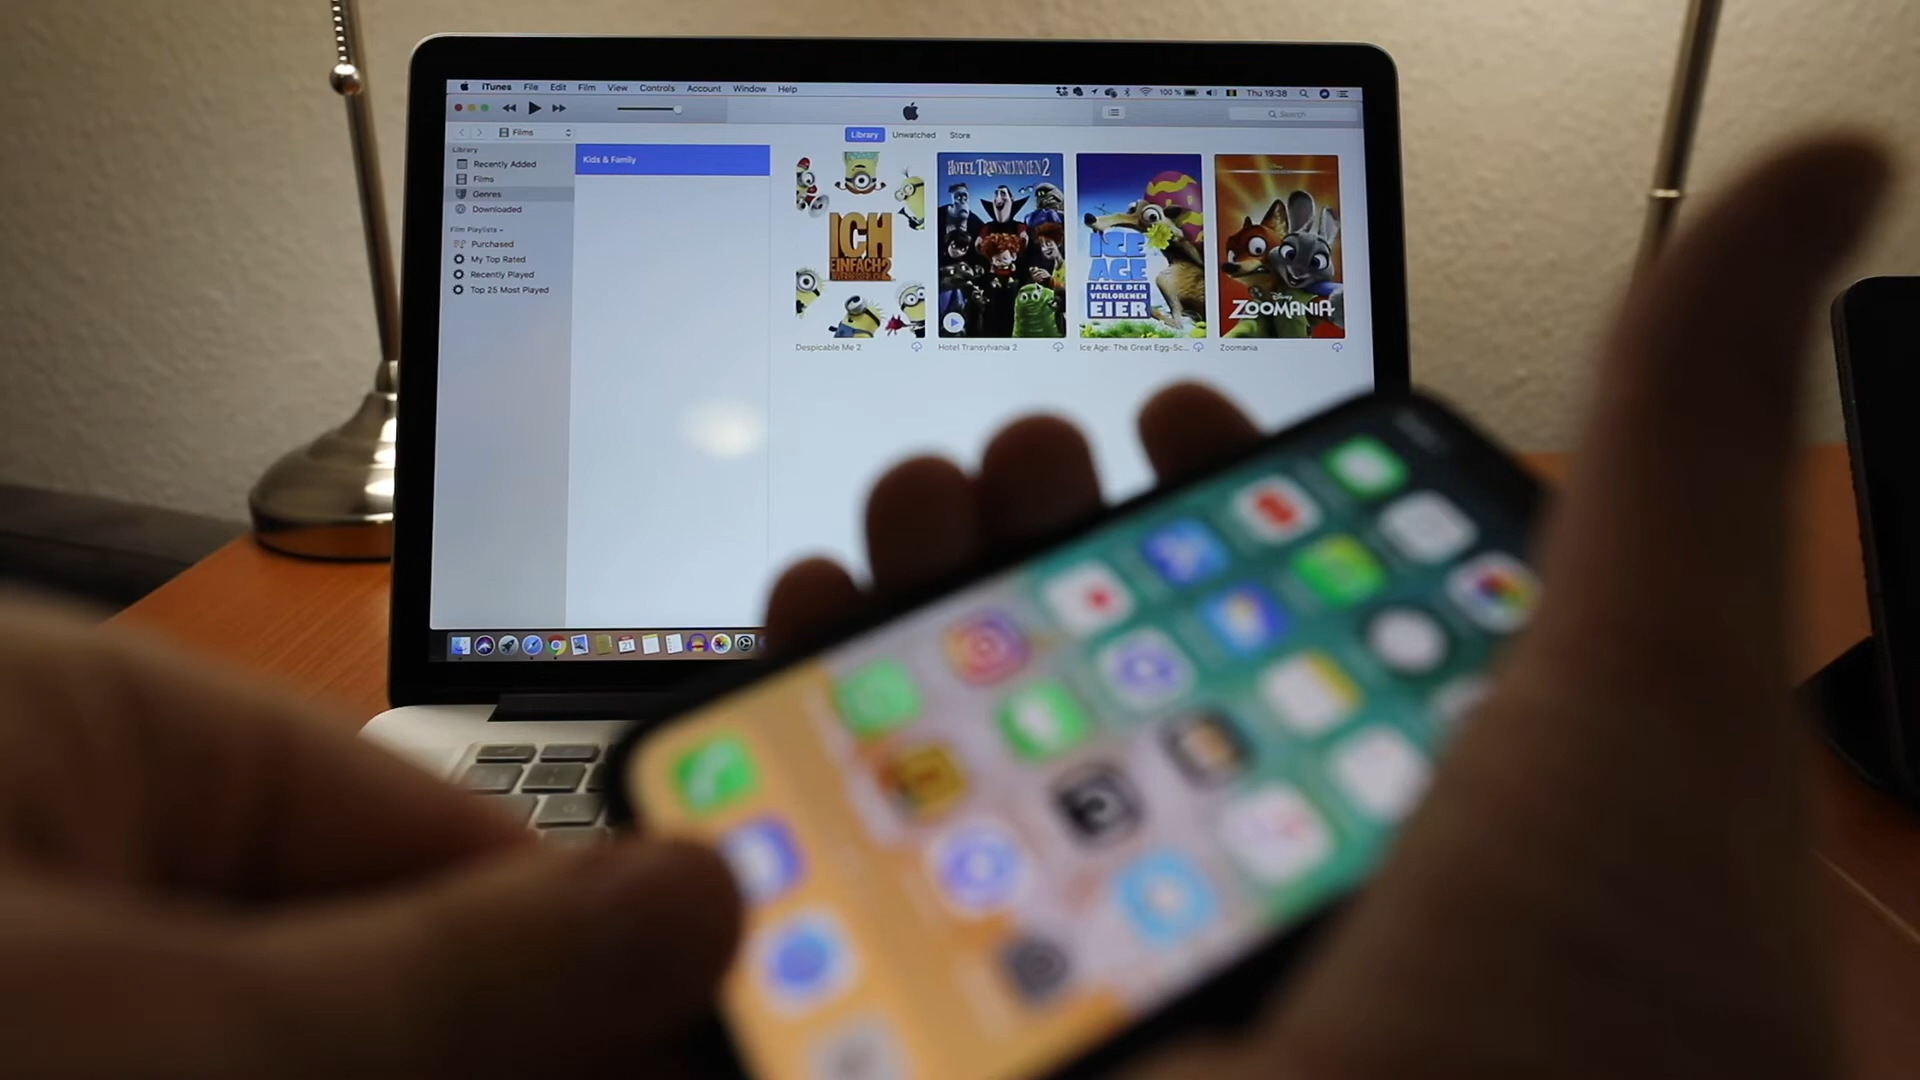 iTunes File Edit Film View Controls Account Window Help
100 % Thu 19:38
Films
Search
Library Unwatched Store
Library
Recently Added
Films
Genres
Downloaded
Film Playlists
Purchased
My Top Rated
Recently Played
Top 25 Most Played
Kids & Family
ICH
EINFACH
HOTEL TRANSSILVANIEN 2
ICE
AGE
JÄGER DER
VERLORENEN
EIER
Disney
ZOOMANIA
Despicable Me 2
Hotel Transylvania 2
Ice Age: The Great Egg-Sc...
Zoomania